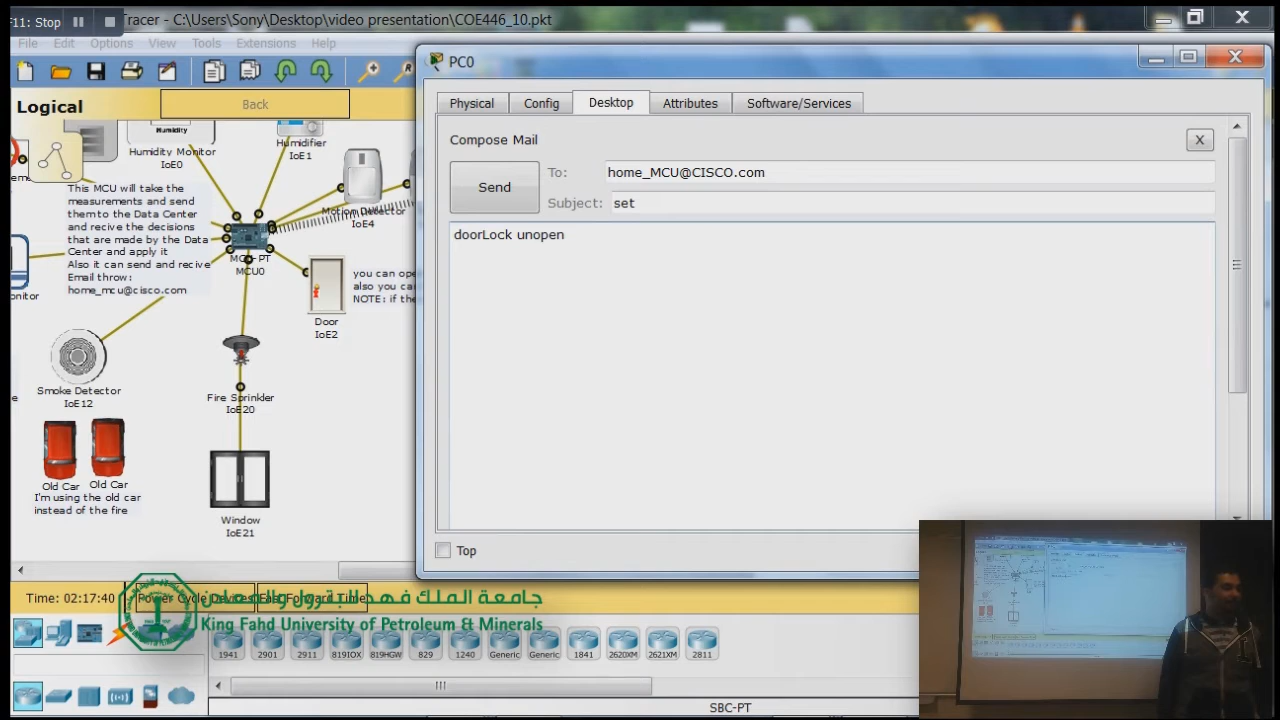 F11: Stop
Tracer - C:\Users\Sony\Desktop\video presentation\COE446_10.pkt
File Edit Options View Tools Extensions Help
Logical
Back
PC0
Physical Config Desktop Attributes Software/Services
Compose Mail
X
Send
To: home_MCU@CISCO.com
Subject: set
doorLock unopen
Top
Humidity
Humidity Monitor
IoE0
Humidifier
IoE1
This MCU will take the
measurements and send
them to the Data Center
and recive the decisions
that are made by the Data
Center and apply it
Also it can send and recive
Email throw:
home_mcu@cisco.com
Motion Detector
IoE4
MCU-PT
MCU0
you can ope
also you ca
NOTE: if the
Door
IoE2
onitor
Smoke Detector
IoE12
Fire Sprinkler
IoE20
Old Car
Old Car
I'm using the old car
instead of the fire
Window
IoE21
Time: 02:17:40
Power Cycle Devices Fast Forward Time
جامعة الملك فهد للبترول والمعادن
King Fahd University of Petroleum & Minerals
1941 2901 2911 819IOX 819HGW 829 1240 Generic Generic 1841 2620XM 2621XM 2811
SBC-PT